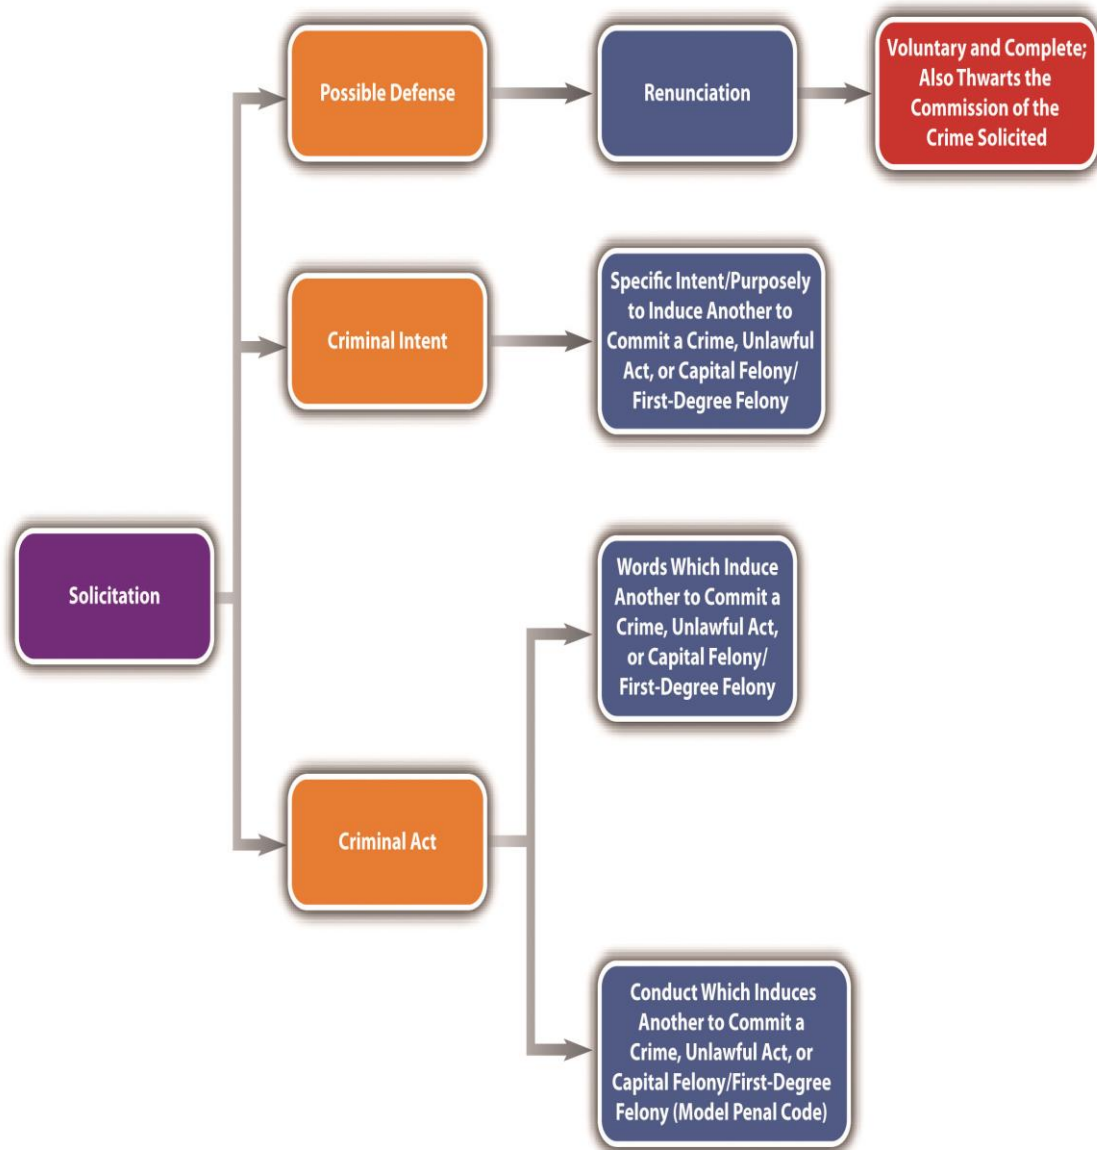 Possible Defense
Renunciation
Voluntary and Complete;
Also Thwarts the
Commission of the
Crime Solicited
Criminal Intent
Specific Intent/Purposely
to Induce Another to
Commit a Crime, Unlawful
Act, or Capital Felony/
First-Degree Felony
Solicitation
Words Which Induce
Another to Commit a
Crime, Unlawful Act,
or Capital Felony/
First-Degree Felony
Criminal Act
Conduct Which Induces
Another to Commit a
Crime, Unlawful Act, or
Capital Felony/First-Degree
Felony (Model Penal Code)